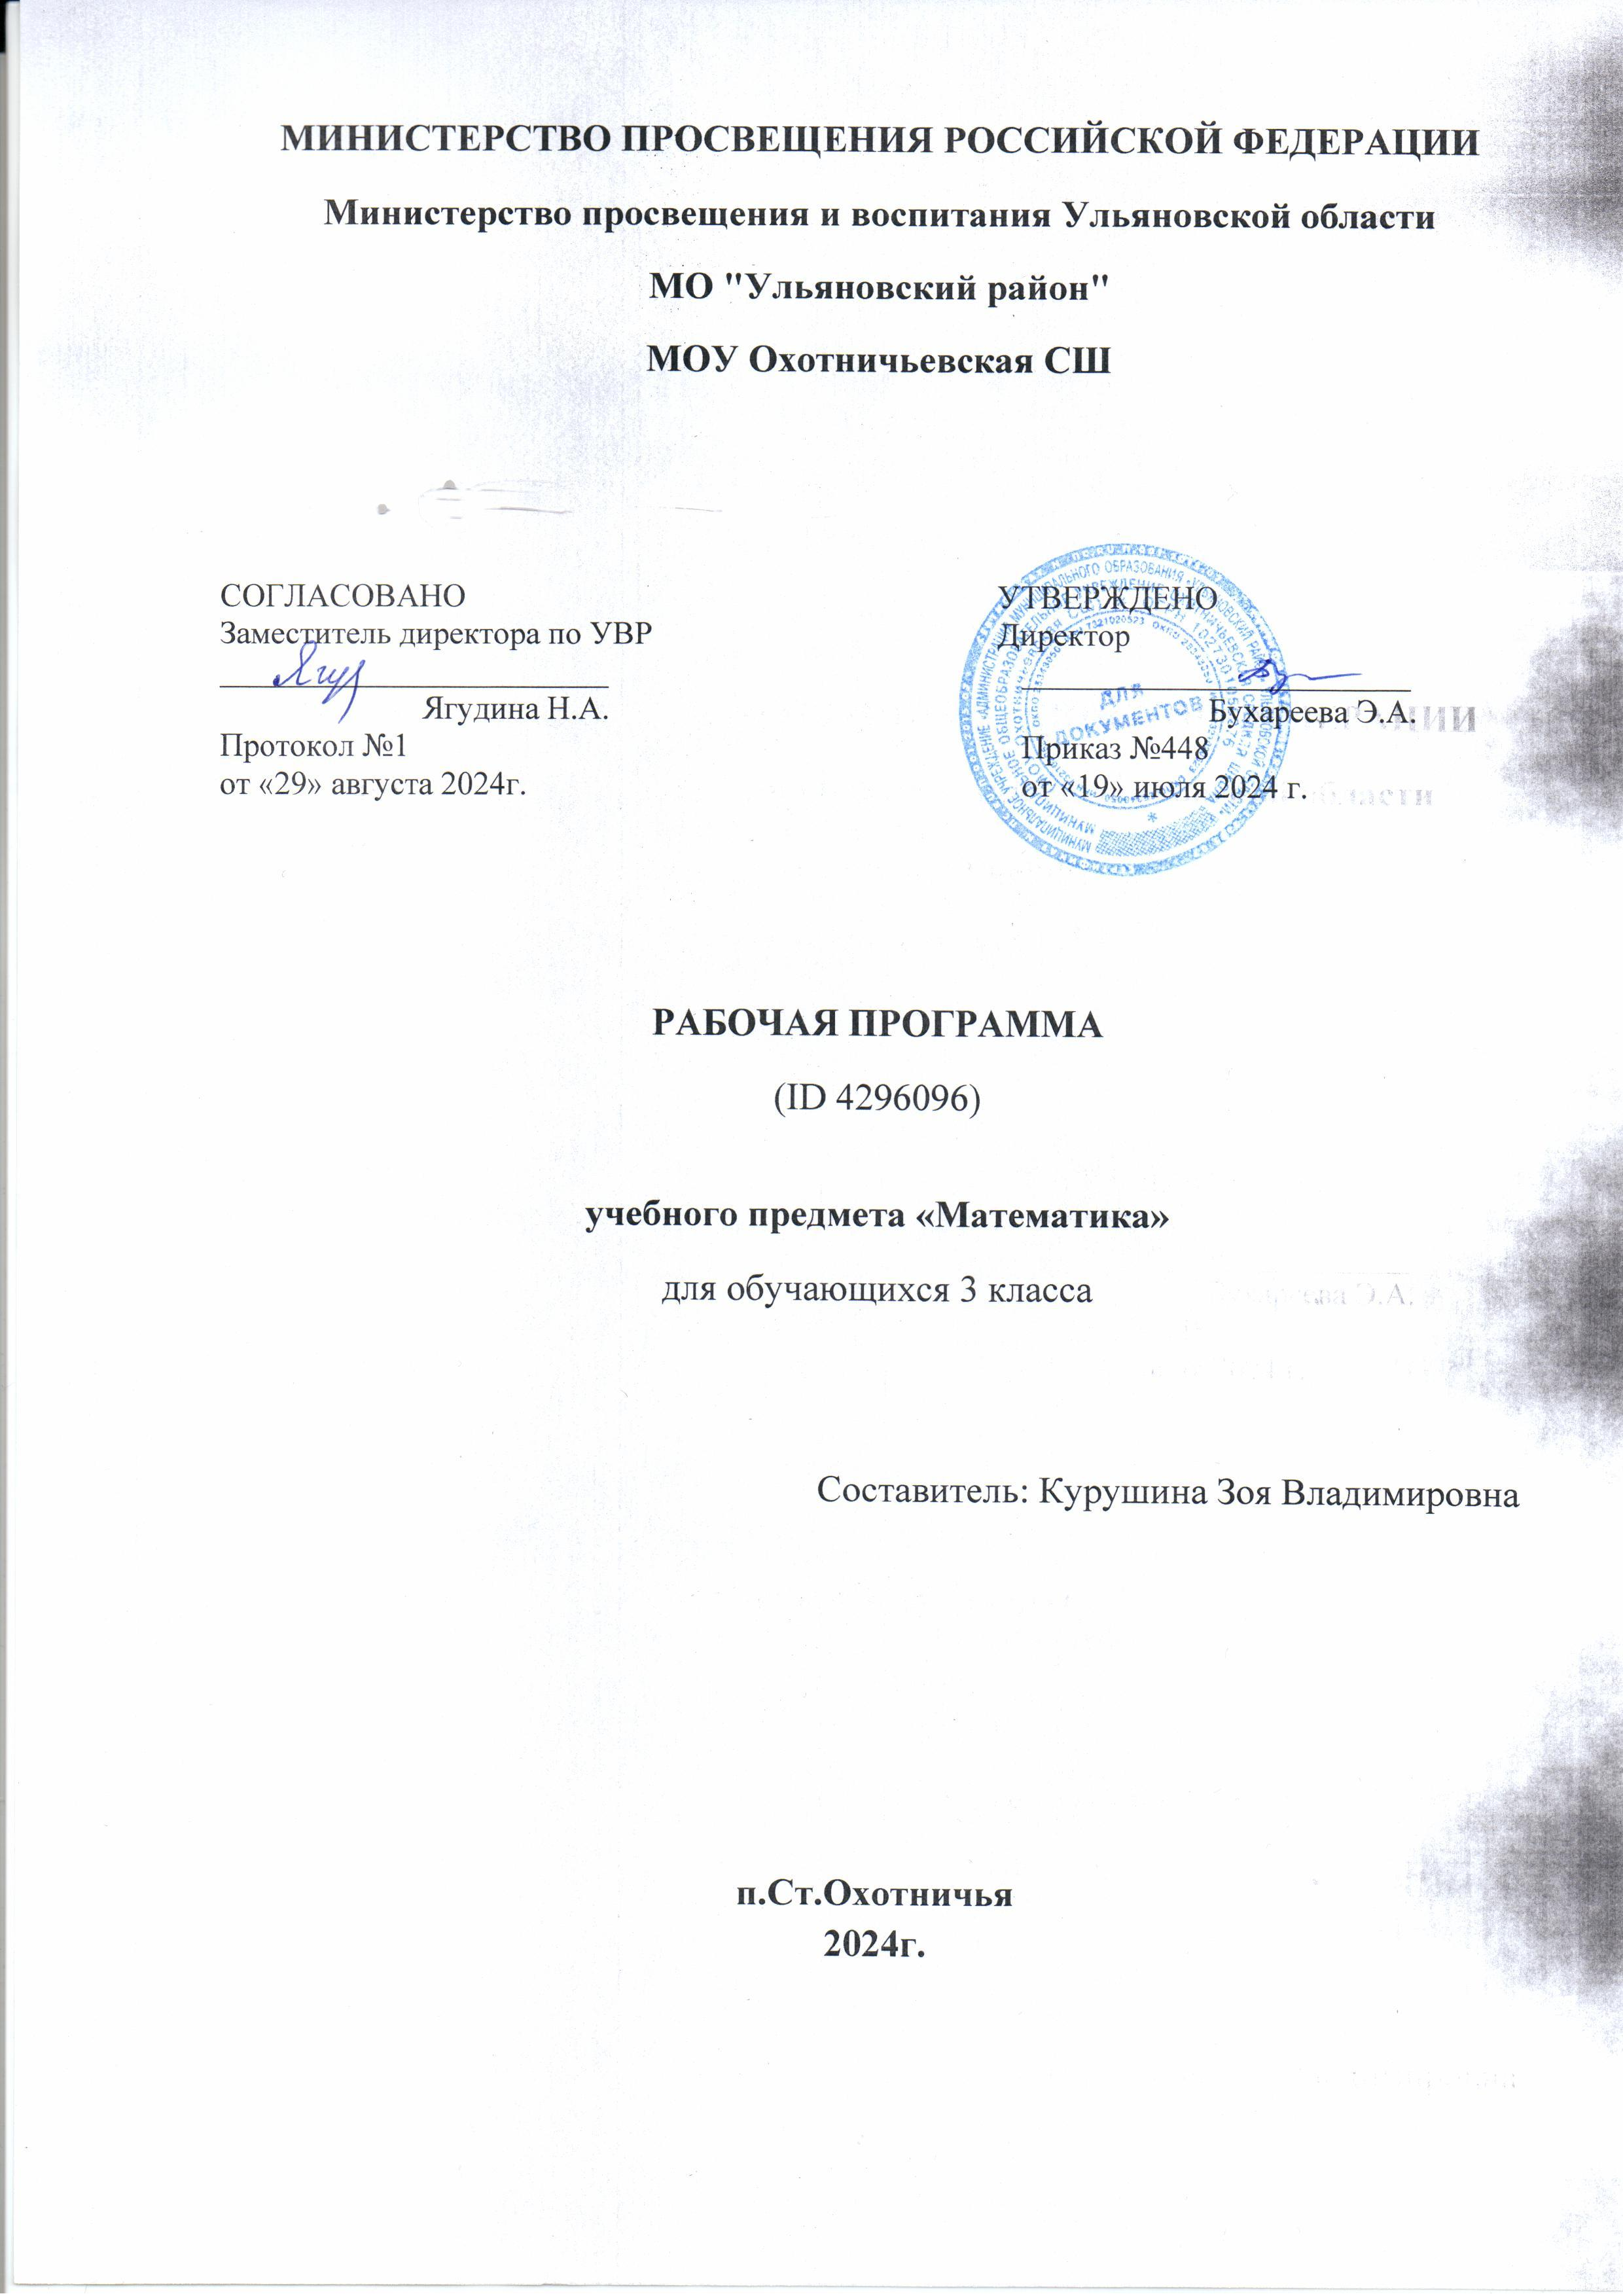 МИНИСТЕРСТВО ПРОСВЕЩЕНИЯ РОССИЙСКОЙ ФЕДЕРАЦИИ
Министерство просвещения и воспитания Ульяновской области
МО "Ульяновский район"
МОУ Охотничьевская СШ
СОГЛАСОВАНО
Заместитель директора по УВР
Ягудина Н.А.
Протокол №1
от «29» августа 2024г.
УТВЕРЖДЕНО
Директор
Бухареева Э.А.
Приказ №448
от «19» июля 2024 г.
ДЛЯ
ДОКУМЕНТОВ
РАБОЧАЯ ПРОГРАММА
(ID 4296096)
учебного предмета «Математика»
для обучающихся 3 класса
Составитель: Курушина Зоя Владимировна
п.Ст.Охотничья
2024г.